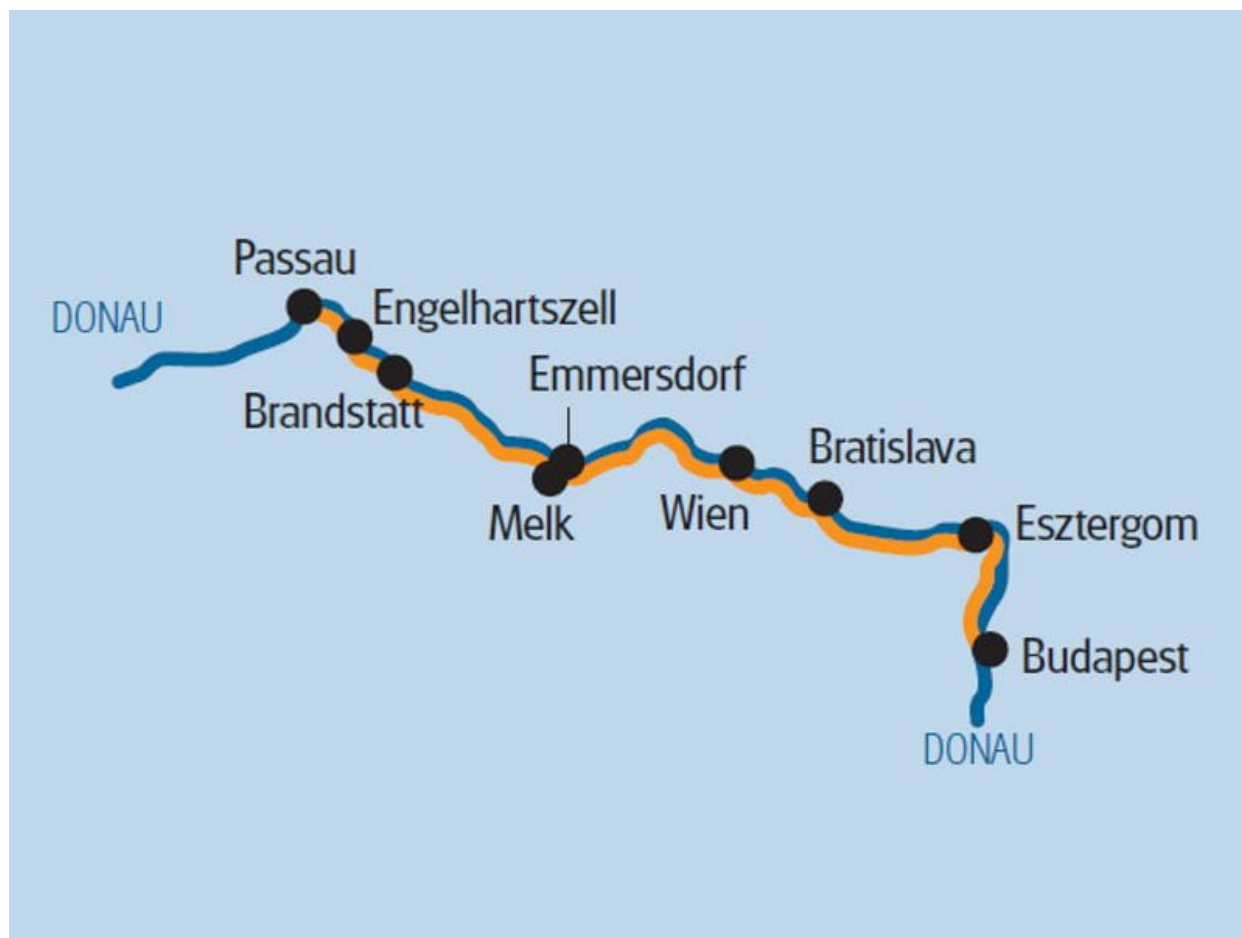 Passau
DONAU
Engelhartszell
Emmersdorf
Brandstatt
Bratislava
Melk
Wien
Esztergom
Budapest
DONAU